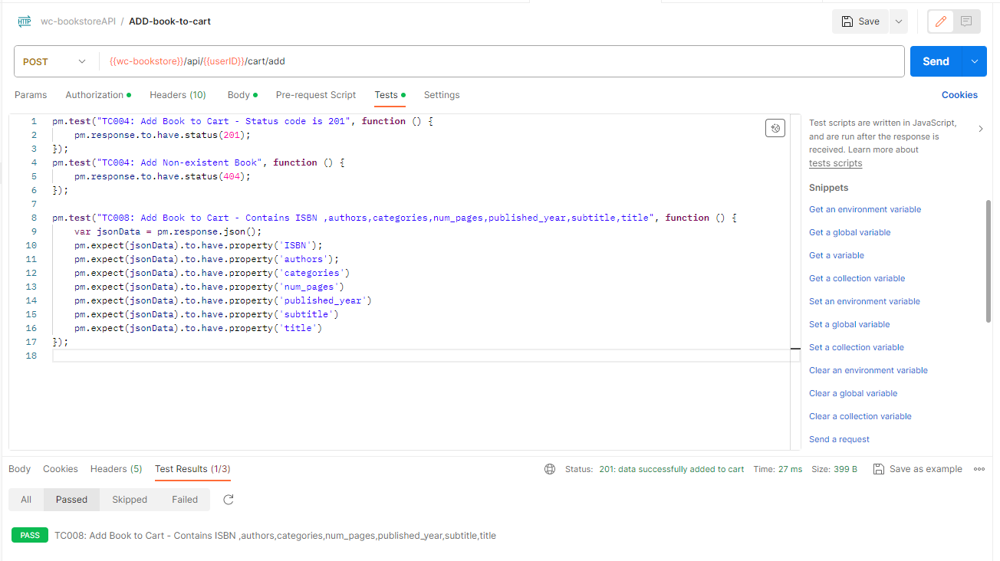 HTTP wc-bookstoreAPI / ADD-book-to-cart Save
POST {{wc-bookstore}}/api/{{userID}}/cart/add Send
Params Authorization Headers (10) Body Pre-request Script Tests Settings Cookies
1 pm.test("TC004: Add Book to Cart - Status code is 201", function () {
2 pm.response.to.have.status(201);
3 });
4 pm.test("TC004: Add Non-existent Book", function () {
5 pm.response.to.have.status(404);
6 });
7
8 pm.test("TC008: Add Book to Cart - Contains ISBN ,authors,categories,num_pages,published_year,subtitle,title", function () {
9 var jsonData = pm.response.json();
10 pm.expect(jsonData).to.have.property('ISBN');
11 pm.expect(jsonData).to.have.property('authors');
12 pm.expect(jsonData).to.have.property('categories')
13 pm.expect(jsonData).to.have.property('num_pages')
14 pm.expect(jsonData).to.have.property('published_year')
15 pm.expect(jsonData).to.have.property('subtitle')
16 pm.expect(jsonData).to.have.property('title')
17 });
18
Test scripts are written in JavaScript,
and are run after the response is
received. Learn more about
tests scripts
Snippets
Get an environment variable
Get a global variable
Get a variable
Get a collection variable
Set an environment variable
Set a global variable
Set a collection variable
Clear an environment variable
Clear a global variable
Clear a collection variable
Send a request
Body Cookies Headers (5) Test Results (1/3) Status: 201: data successfully added to cart Time: 27 ms Size: 399 B Save as example
All Passed Skipped Failed
PASS TC008: Add Book to Cart - Contains ISBN ,authors,categories,num_pages,published_year,subtitle,title